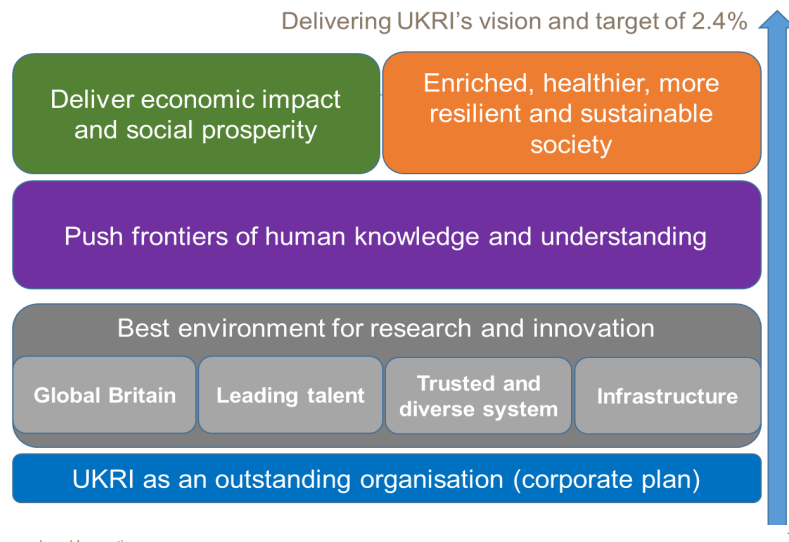 Delivering UKRI's vision and target of 2.4%
Deliver economic impact
and social prosperity
Enriched, healthier, more
resilient and sustainable
society
Push frontiers of human knowledge and understanding
Best environment for research and innovation
Global Britain
Leading talent
Trusted and
diverse system
Infrastructure
UKRI as an outstanding organisation (corporate plan)